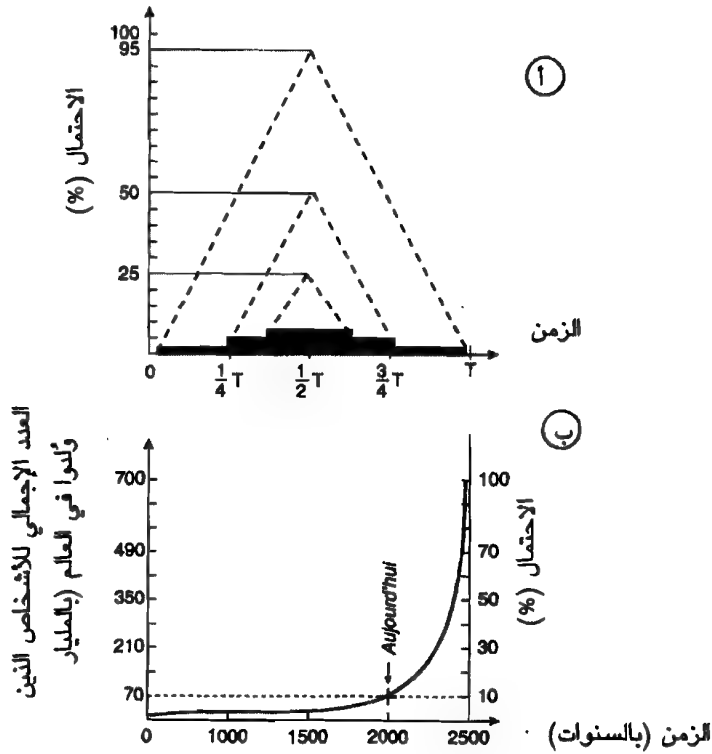 أ
100
95
50
25
الاحتمال (%)
0 1/4 T 1/2 T 3/4 T T
الزمن
ب
العدد الإجمالي للأشخاص الذين
وُلدوا في العالم (بالمليار
700
490
350
210
70
Aujourd'hui
100
70
50
30
10
الاحتمال (%)
0 1000 1500 2000 2500
الزمن (بالسنوات)